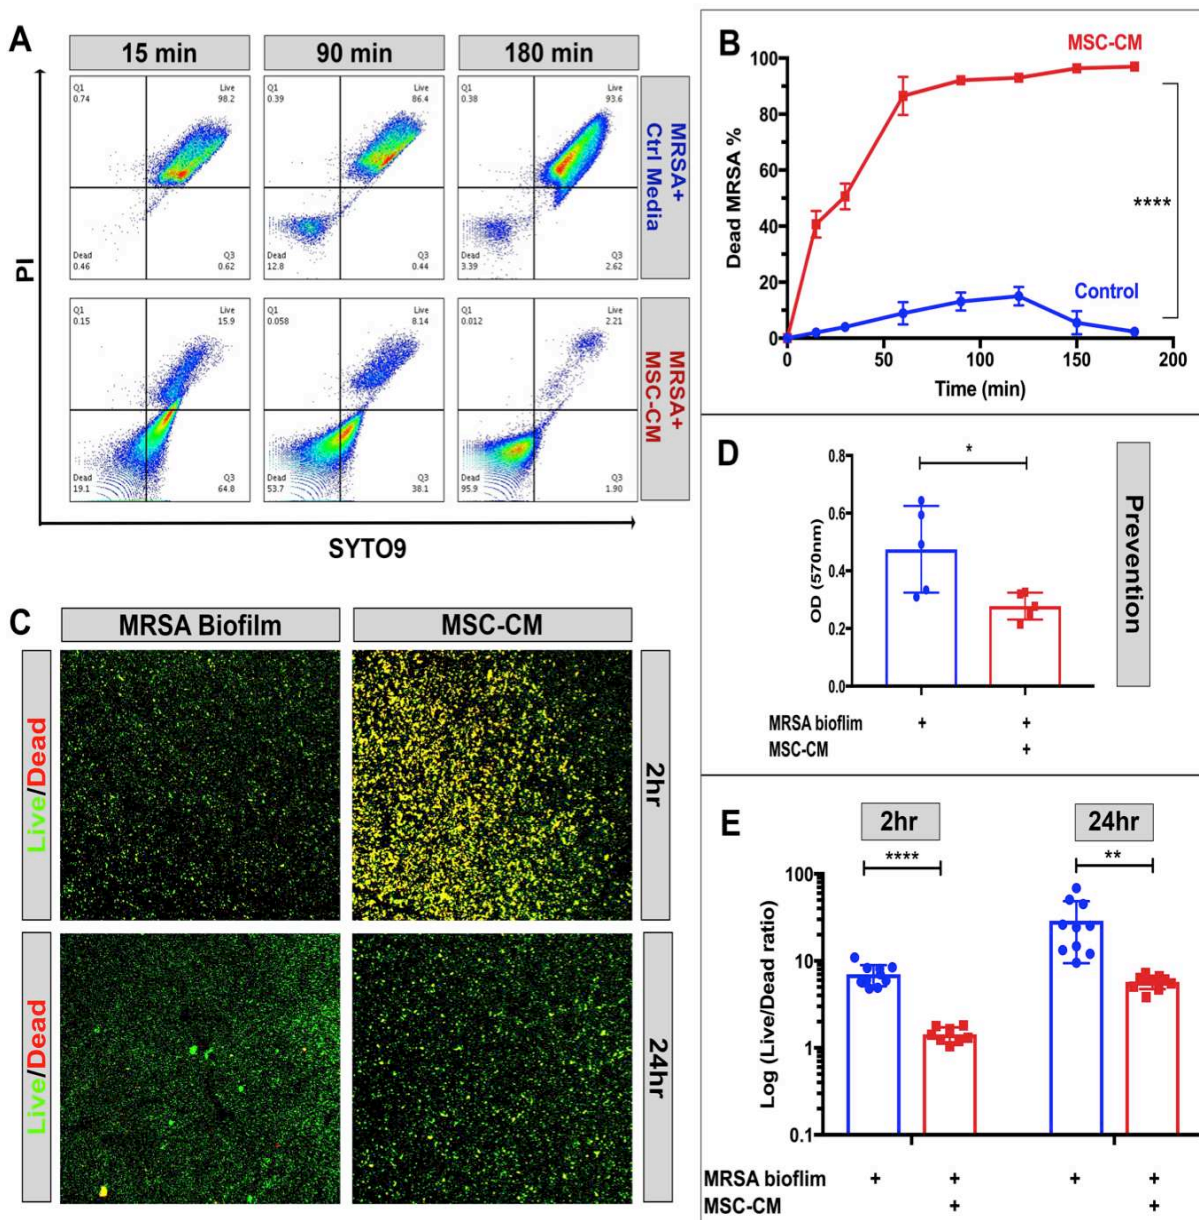 A
15 min
90 min
180 min
Q1
0.74
Live
98.2
Dead
0.46
Q3
0.62
Q1
0.39
Live
86.4
Dead
12.8
Q3
0.44
Q1
0.38
Live
93.6
Dead
3.39
Q3
2.62
MRSA+
Ctrl Media
Q1
0.15
Live
15.9
Dead
19.1
Q3
64.8
Q1
0.058
Live
8.14
Dead
53.7
Q3
38.1
Q1
0.012
Live
2.21
Dead
95.9
Q3
1.90
MRSA+
MSC-CM
PI
SYTO9
B
MSC-CM
Control
****
Dead MRSA %
100
80
60
40
20
0
0
50
100
150
200
Time (min)
C
MRSA Biofilm
MSC-CM
Live/Dead
2hr
Live/Dead
24hr
D
*
OD (570nm)
0.8
0.6
0.4
0.2
0.0
MRSA bioflim + +
MSC-CM +
Prevention
E
2hr
24hr
****
**
Log (Live/Dead ratio)
100
10
1
0.1
MRSA bioflim + + + +
MSC-CM + +